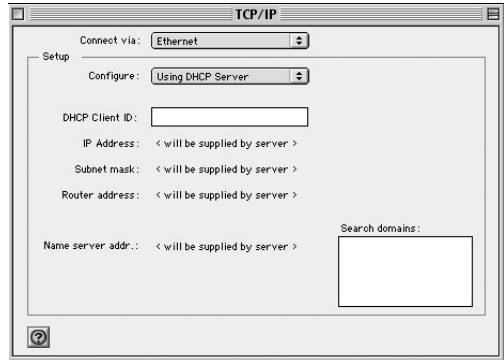 TCP/IP
Connect via: Ethernet
Setup
Configure: Using DHCP Server
DHCP Client ID:
IP Address: < will be supplied by server >
Subnet mask: < will be supplied by server >
Router address: < will be supplied by server >
Search domains:
Name server addr.: < will be supplied by server >
?